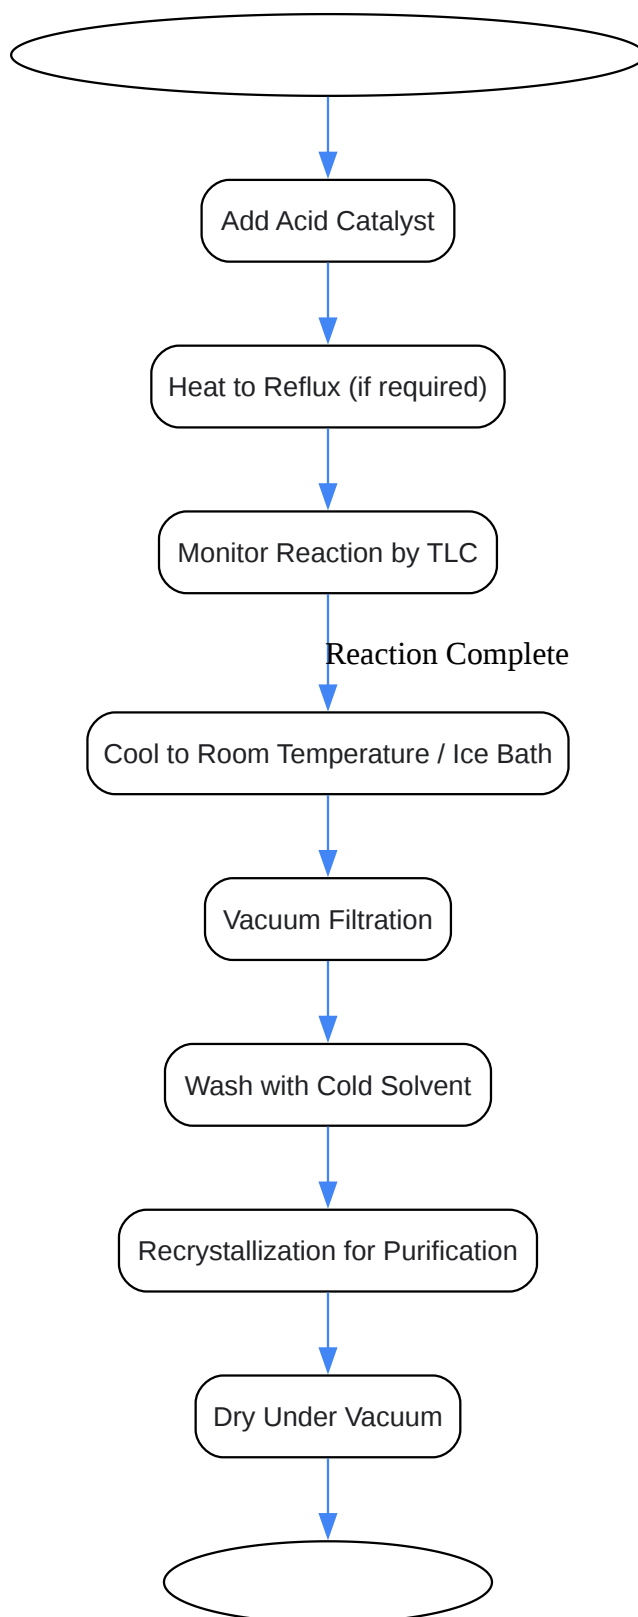 Add Acid Catalyst
Heat to Reflux (if required)
Monitor Reaction by TLC
Reaction Complete
Cool to Room Temperature / Ice Bath
Vacuum Filtration
Wash with Cold Solvent
Recrystallization for Purification
Dry Under Vacuum